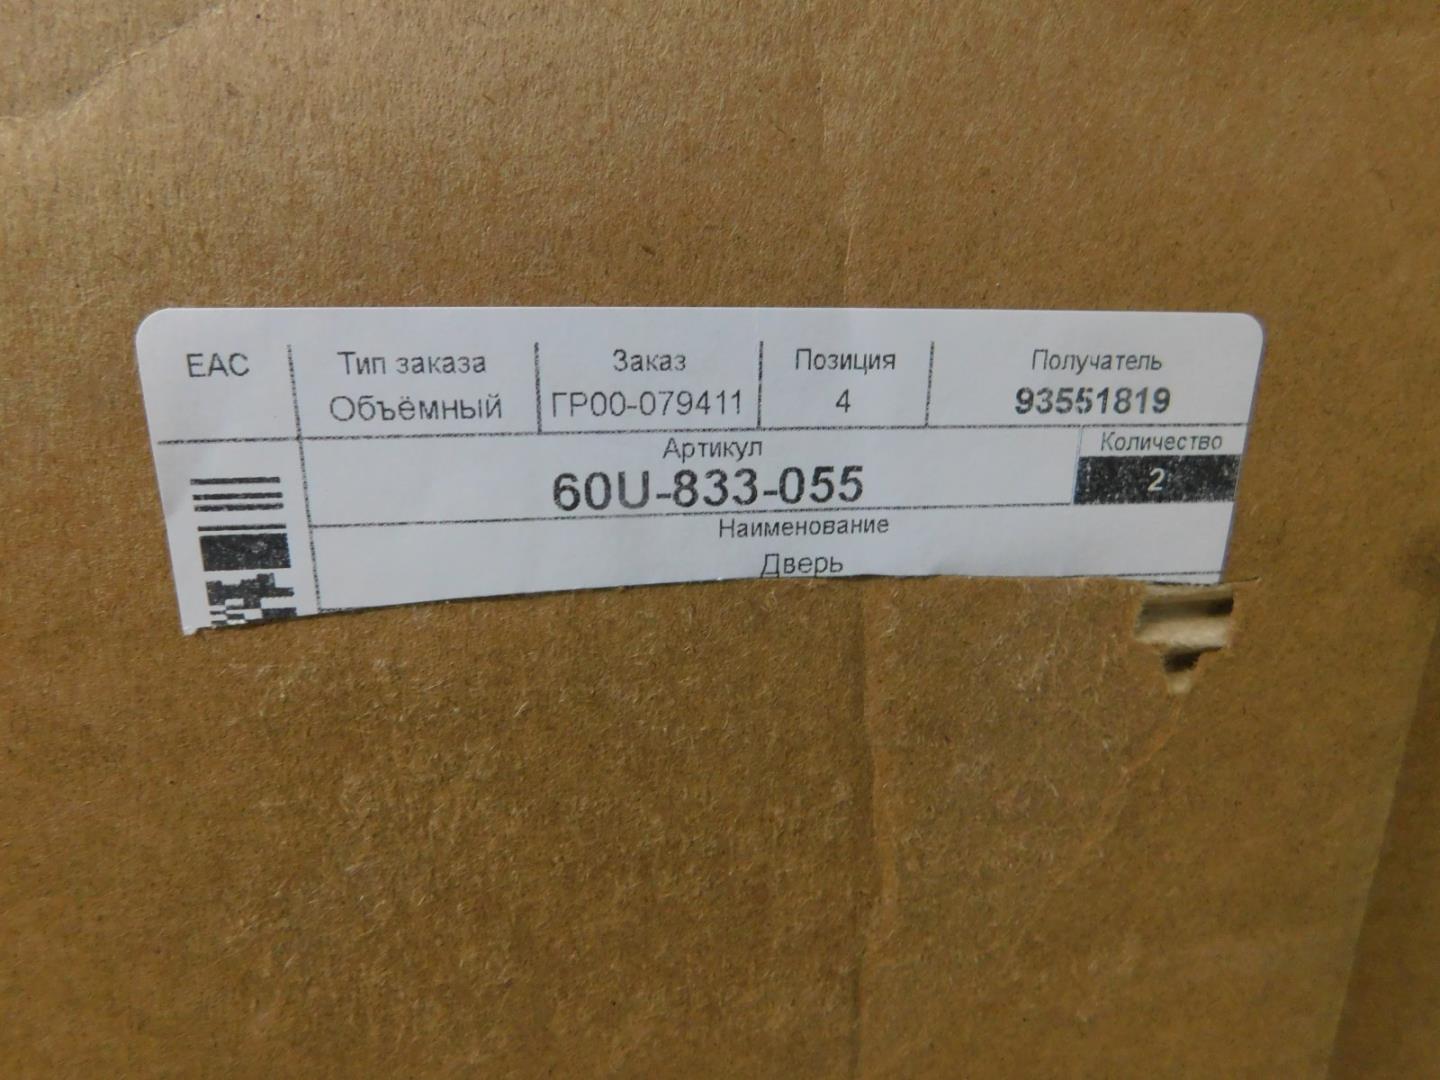 EAC
Тип заказа
Объёмный
Заказ
ГР00-079411
Позиция
4
Получатель
93551819
Артикул
60U-833-055
Количество
2
Наименование
Дверь